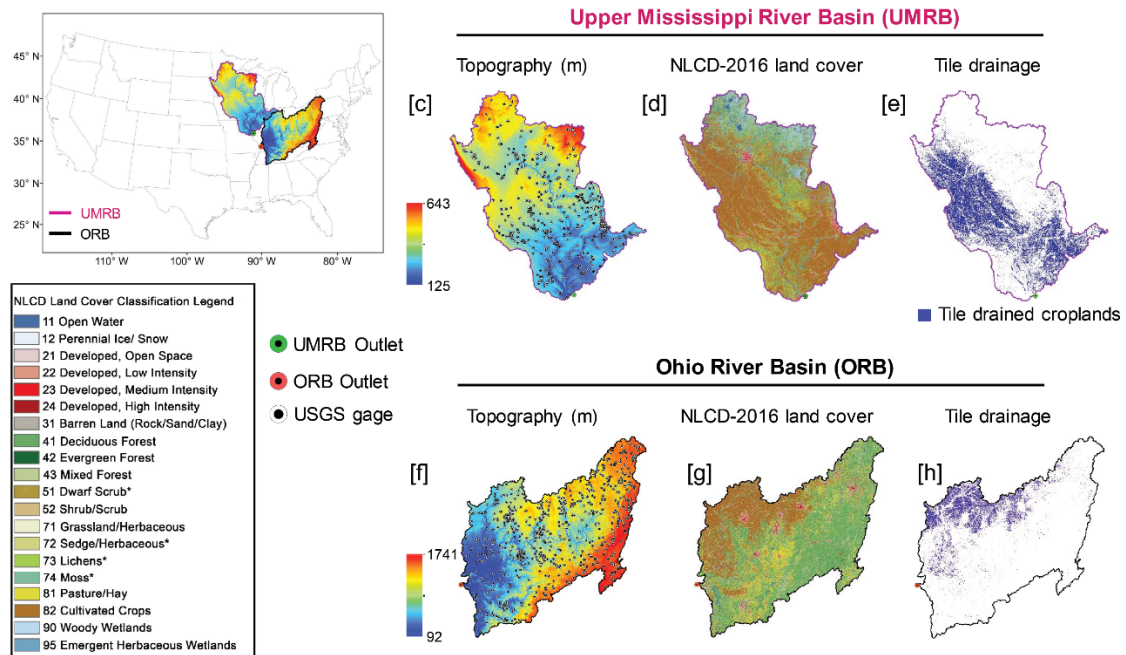 Upper Mississippi River Basin (UMRB)
45° N
40° N
35° N
30° N
25° N
110° W
100° W
90° W
80° W
UMRB
ORB
Topography (m)
NLCD-2016 land cover
Tile drainage
[c]
[d]
[e]
643
125
Tile drained croplands
NLCD Land Cover Classification Legend
11 Open Water
12 Perennial Ice/ Snow
21 Developed, Open Space
22 Developed, Low Intensity
23 Developed, Medium Intensity
24 Developed, High Intensity
31 Barren Land (Rock/Sand/Clay)
41 Deciduous Forest
42 Evergreen Forest
43 Mixed Forest
51 Dwarf Scrub*
52 Shrub/Scrub
71 Grassland/Herbaceous
72 Sedge/Herbaceous*
73 Lichens*
74 Moss*
81 Pasture/Hay
82 Cultivated Crops
90 Woody Wetlands
95 Emergent Herbaceous Wetlands
UMRB Outlet
ORB Outlet
USGS gage
Ohio River Basin (ORB)
Topography (m)
NLCD-2016 land cover
Tile drainage
[f]
[g]
[h]
1741
92